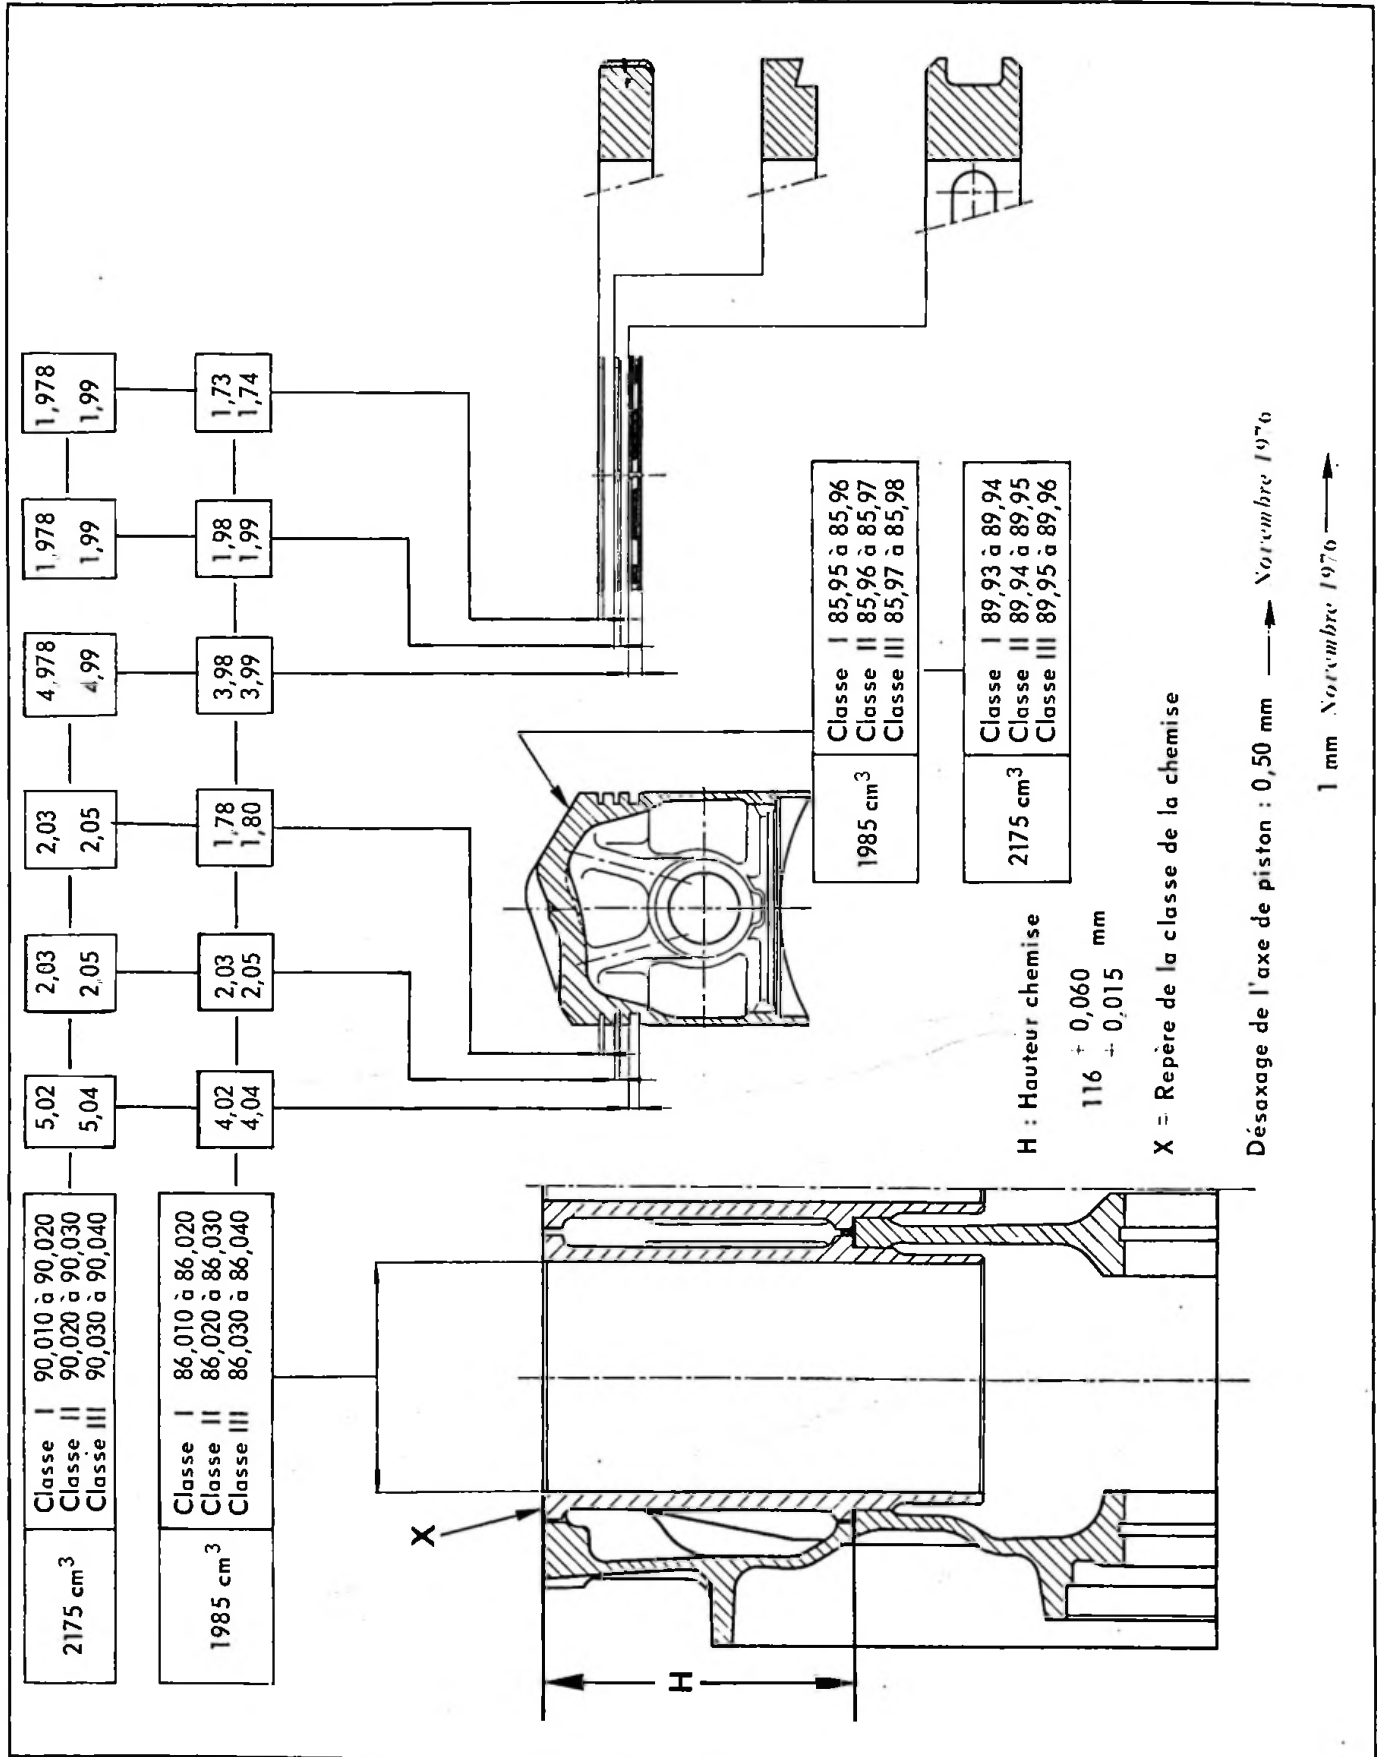 2175 cm³
Classe I 90,010 à 90,020
Classe II 90,020 à 90,030
Classe III 90,030 à 90,040
5,02
5,04
2,03
2,05
2,03
2,05
4,978
4,99
1,978
1,99
1,978
1,99
1985 cm³
Classe I 86,010 à 86,020
Classe II 86,020 à 86,030
Classe III 86,030 à 86,040
4,02
4,04
2,03
2,05
1,78
1,80
3,98
3,99
1,98
1,99
1,73
1,74
X
H
1985 cm³
Classe I 85,95 à 85,96
Classe II 85,96 à 85,97
Classe III 85,97 à 85,98
2175 cm³
Classe I 89,93 à 89,94
Classe II 89,94 à 89,95
Classe III 89,95 à 89,96
H : Hauteur chemise
116 + 0,060
+ 0,015 mm
X = Repère de la classe de la chemise
Désaxage de l'axe de piston : 0,50 mm → Novembre 1976
1 mm Novembre 1976 →